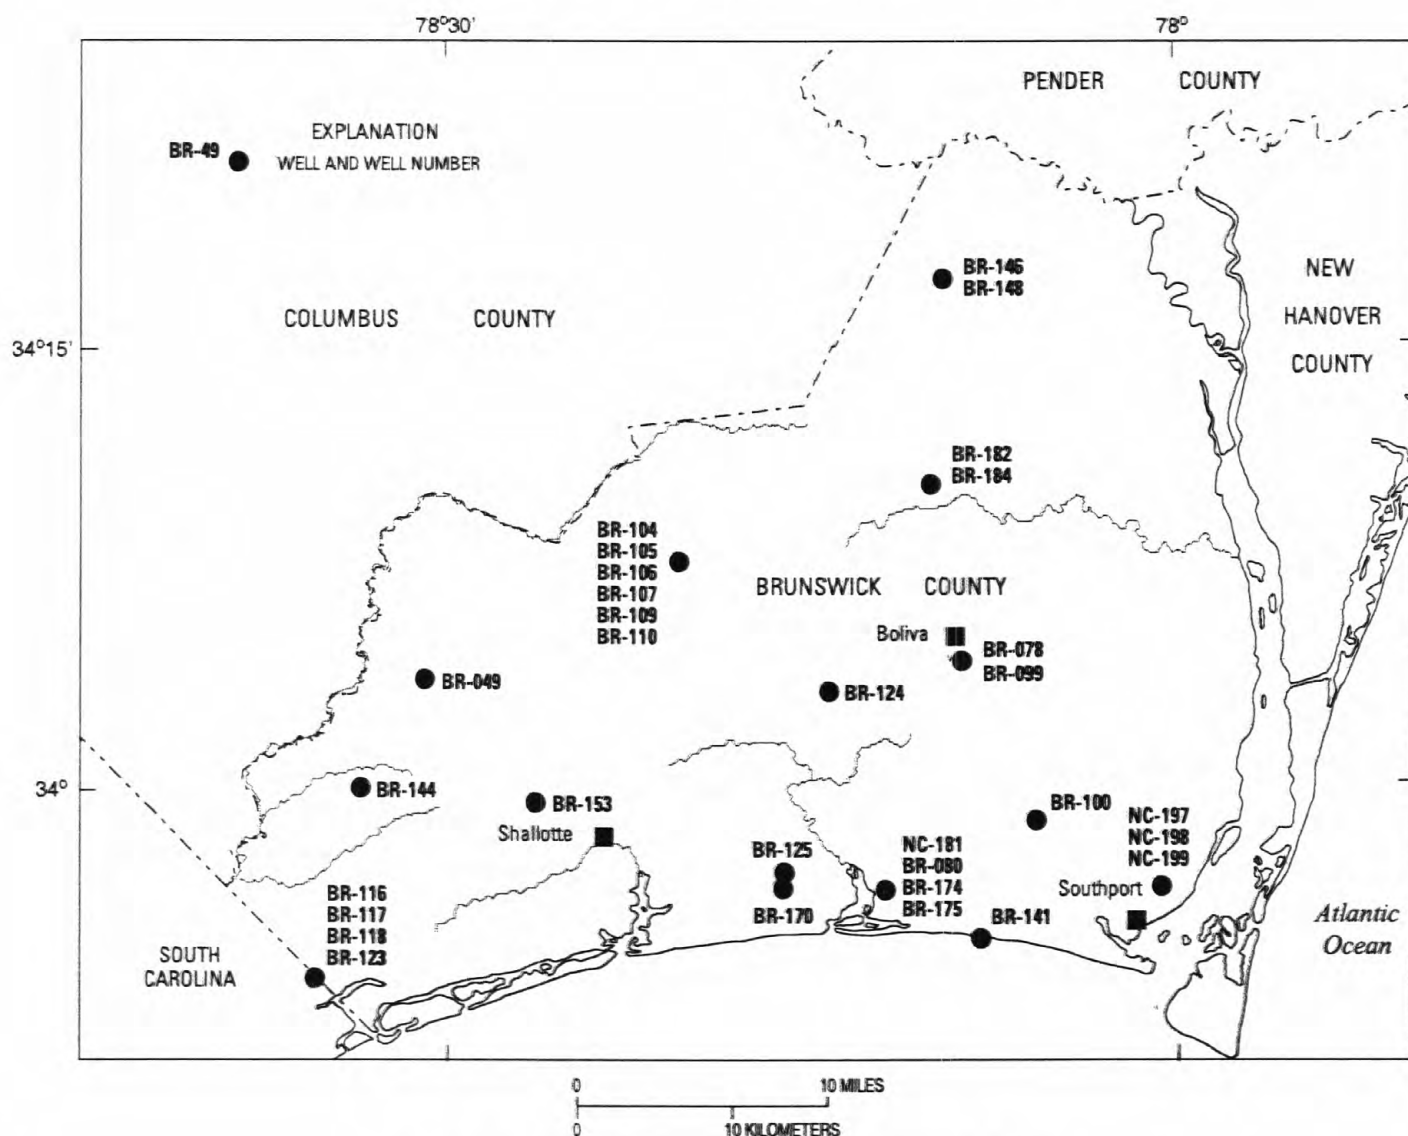 78°30'
78°
PENDER COUNTY
EXPLANATION
BR-49 WELL AND WELL NUMBER
BR-146
BR-148
NEW
HANOVER
COUNTY
COLUMBUS COUNTY
34°15'
BR-182
BR-184
BR-104
BR-105
BR-106
BR-107
BR-109
BR-110
BRUNSWICK COUNTY
Boliva
BR-078
BR-099
BR-049
BR-124
34°
BR-144
BR-153
BR-100
Shallotte
NC-197
NC-198
NC-199
BR-125
BR-170
NC-181
BR-080
BR-174
BR-175
Southport
BR-141
BR-116
BR-117
BR-118
BR-123
SOUTH
CAROLINA
Atlantic
Ocean
0 10 MILES
0 10 KILOMETERS